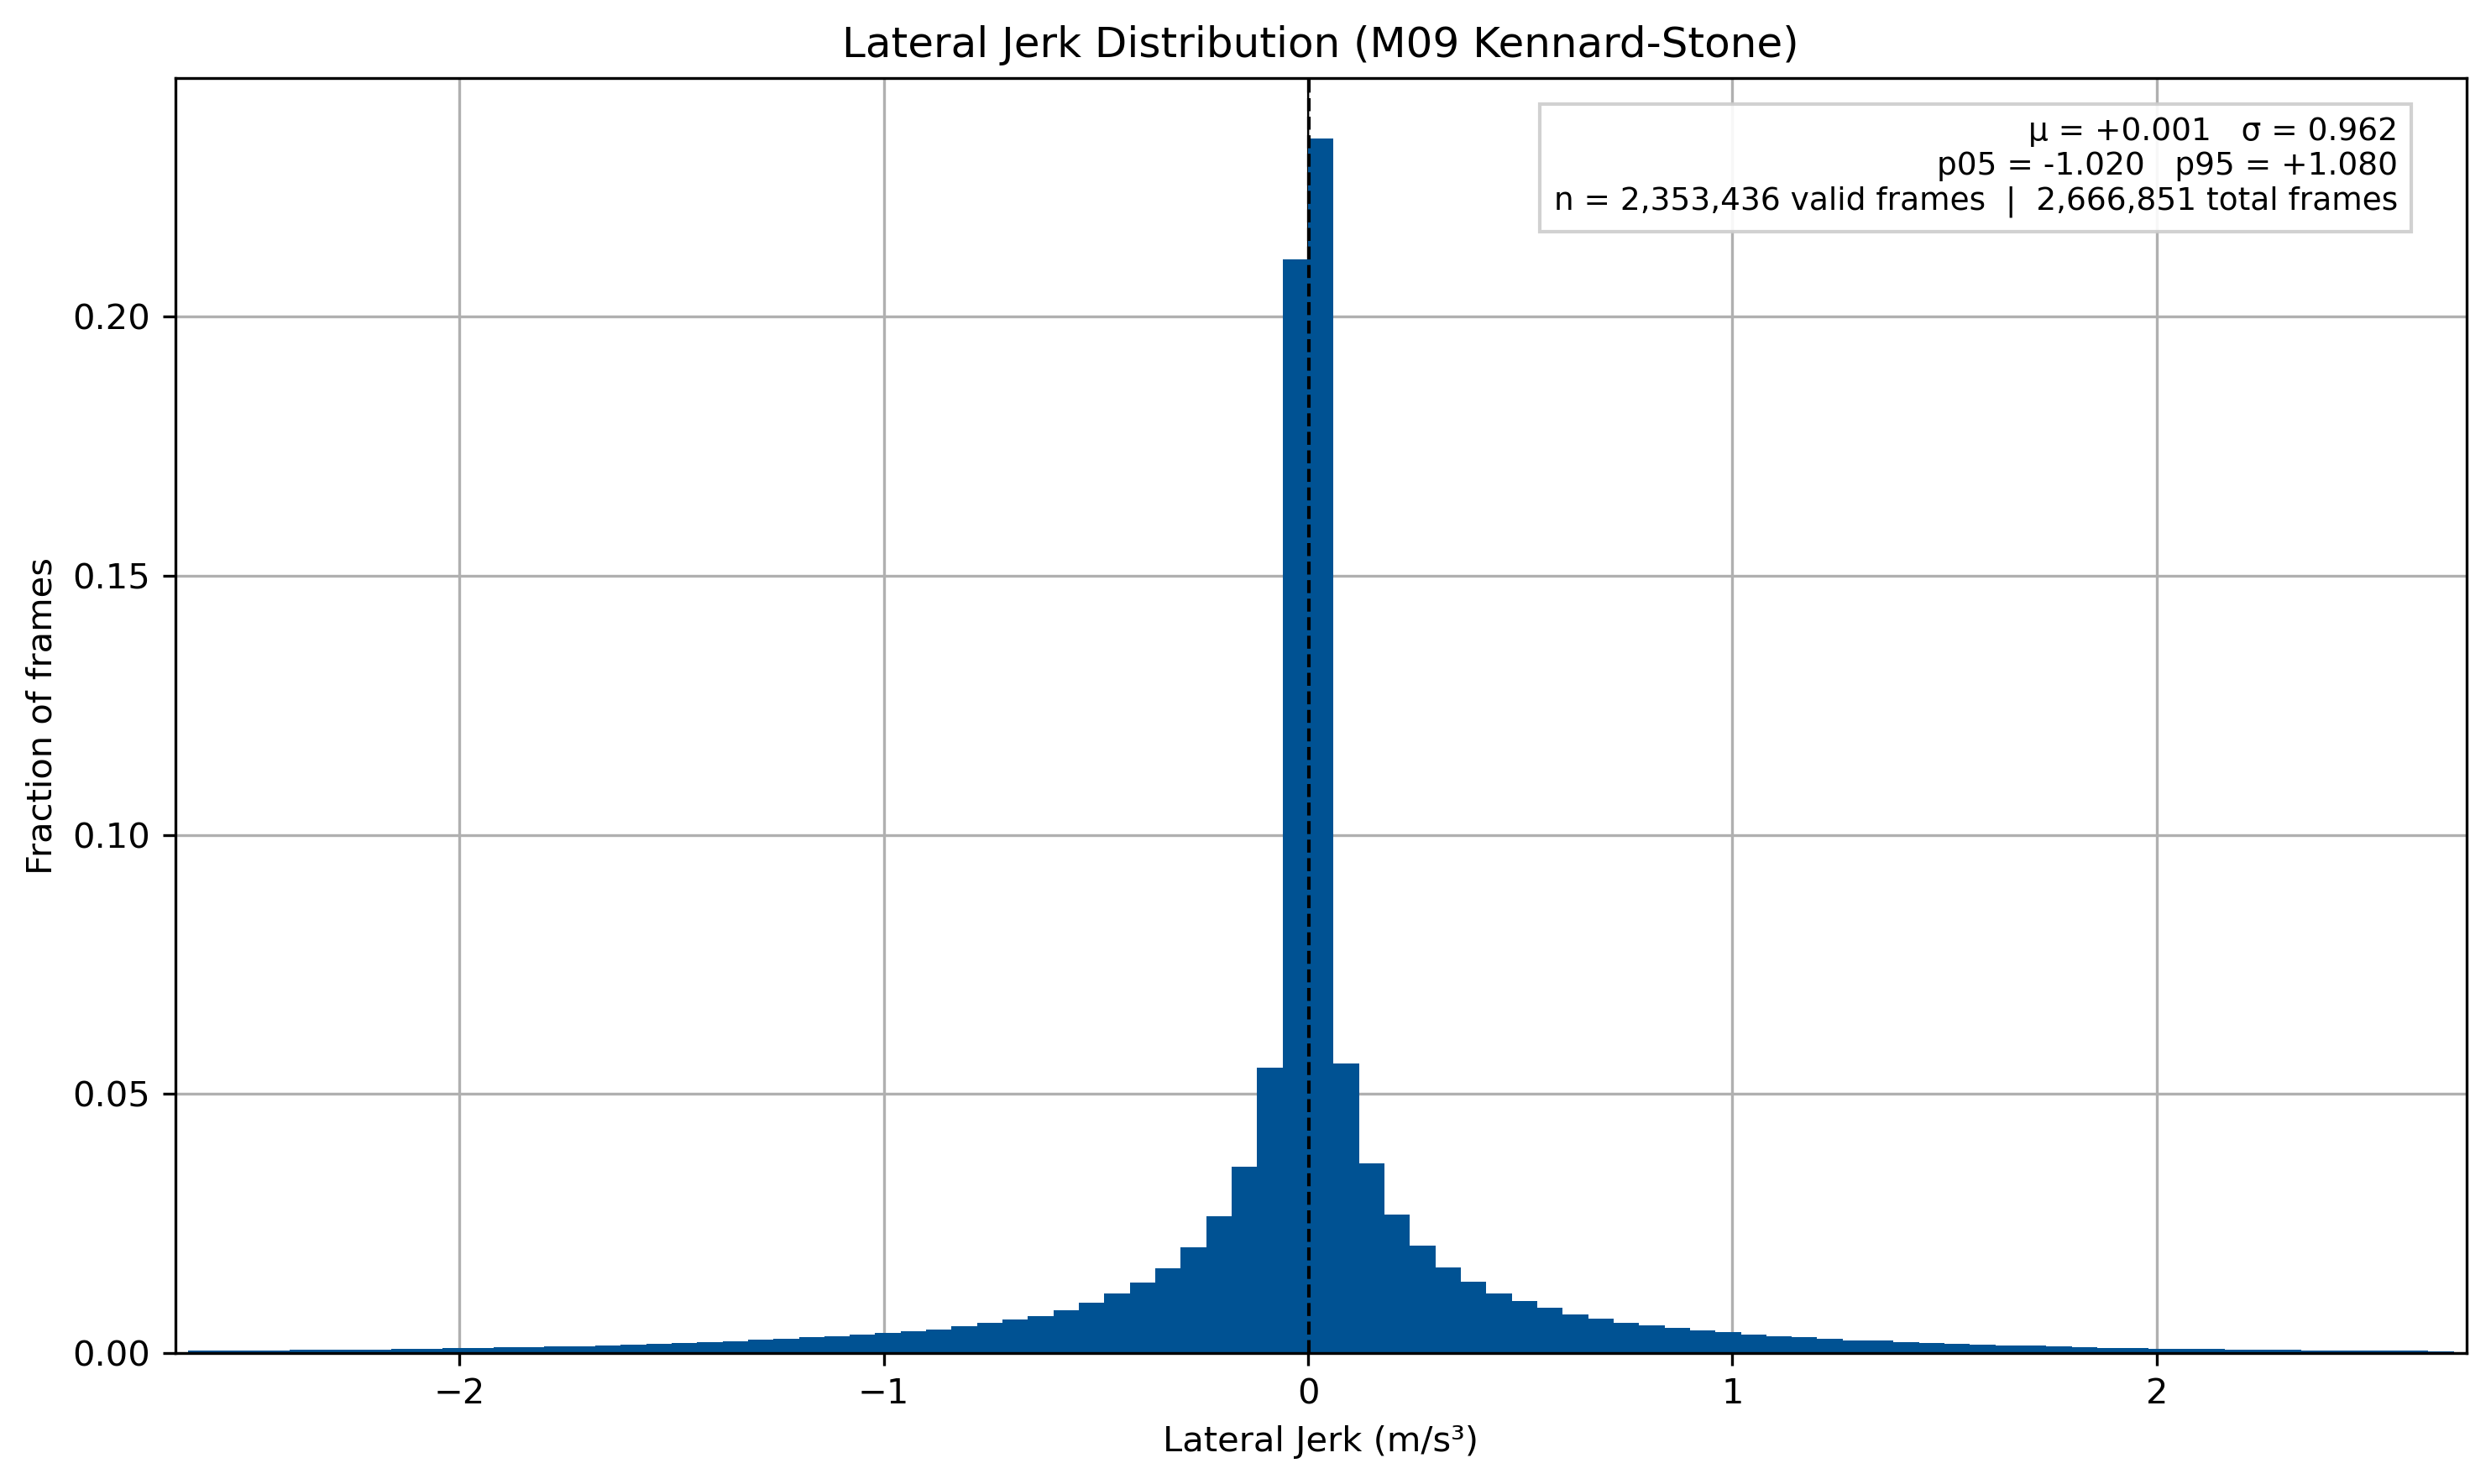 Lateral Jerk Distribution (M09 Kennard-Stone)
μ = +0.001   σ = 0.962
p05 = -1.020   p95 = +1.080
n = 2,353,436 valid frames  |  2,666,851 total frames
Fraction of frames
0.20
0.15
0.10
0.05
0.00
−2
−1
0
1
2
Lateral Jerk (m/s³)